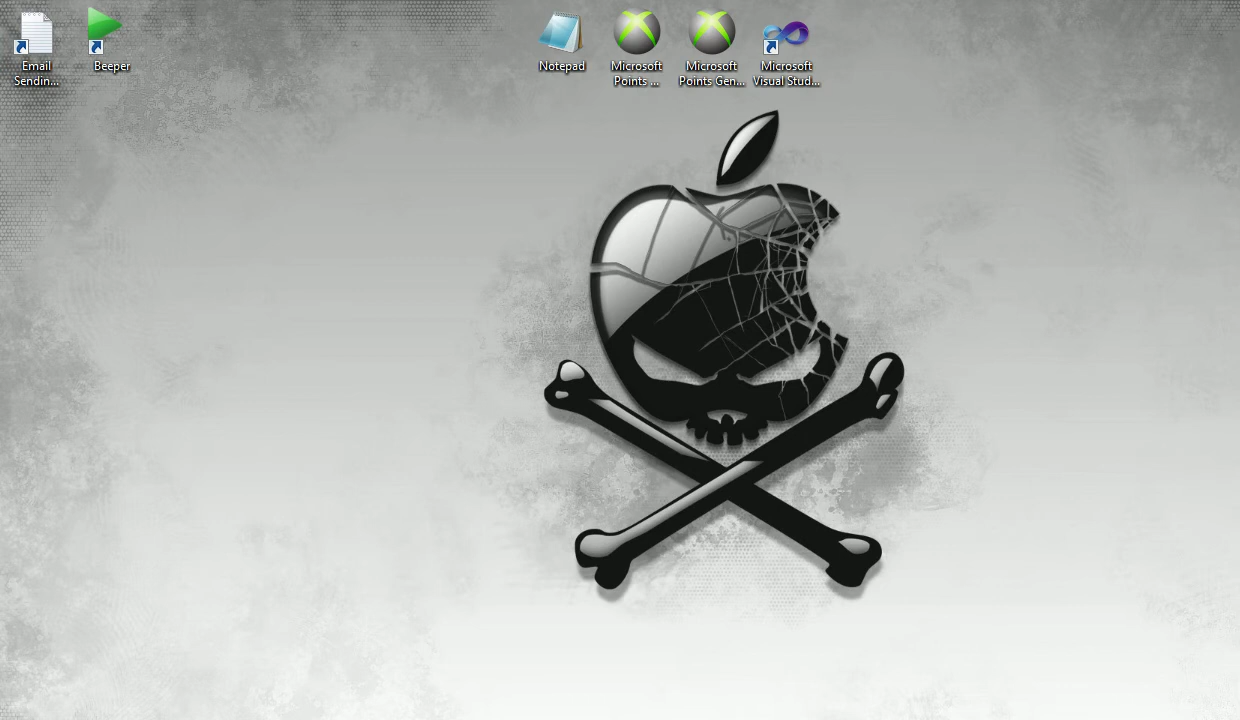 Email
Sendin...
Beeper
Notepad
Microsoft
Points ...
Microsoft
Points Gen...
Microsoft
Visual Stud...